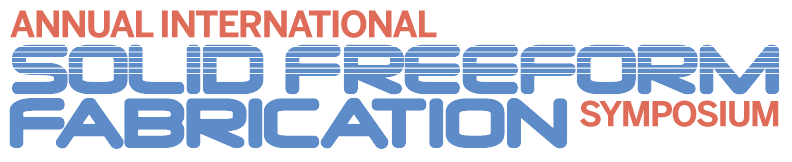 ANNUAL INTERNATIONAL
SOLID FREEFORM
FABRICATION SYMPOSIUM